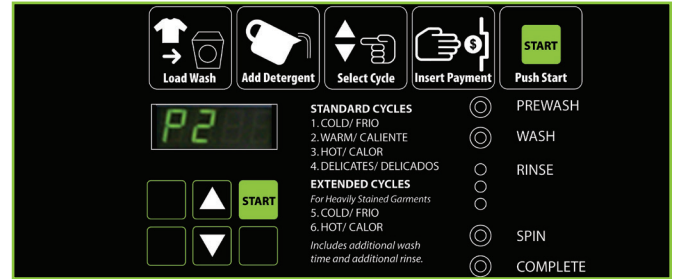 Load Wash
Add Detergent
Select Cycle
$
Insert Payment
START
Push Start
P2
START
STANDARD CYCLES
1. COLD/ FRIO
2. WARM/ CALIENTE
3. HOT/ CALOR
4. DELICATES/ DELICADOS
EXTENDED CYCLES
For Heavily Stained Garments
5. COLD/ FRIO
6. HOT/ CALOR
Includes additional wash
time and additional rinse.
PREWASH
WASH
RINSE
SPIN
COMPLETE